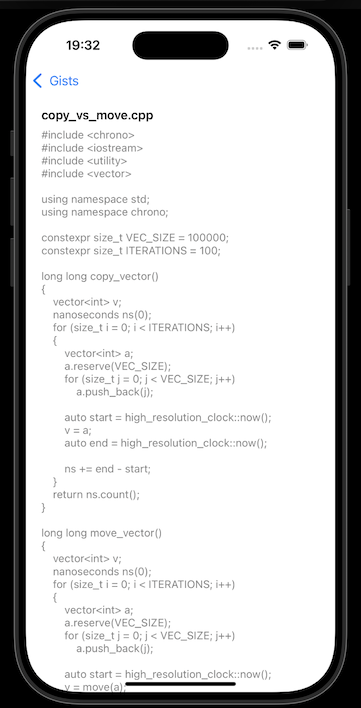 19:32
Gists
copy_vs_move.cpp
#include <chrono>
#include <iostream>
#include <utility>
#include <vector>

using namespace std;
using namespace chrono;

constexpr size_t VEC_SIZE = 100000;
constexpr size_t ITERATIONS = 100;

long long copy_vector()
{
    vector<int> v;
    nanoseconds ns(0);
    for (size_t i = 0; i < ITERATIONS; i++)
    {
        vector<int> a;
        a.reserve(VEC_SIZE);
        for (size_t j = 0; j < VEC_SIZE; j++)
            a.push_back(j);

        auto start = high_resolution_clock::now();
        v = a;
        auto end = high_resolution_clock::now();

        ns += end - start;
    }
    return ns.count();
}

long long move_vector()
{
    vector<int> v;
    nanoseconds ns(0);
    for (size_t i = 0; i < ITERATIONS; i++)
    {
        vector<int> a;
        a.reserve(VEC_SIZE);
        for (size_t j = 0; j < VEC_SIZE; j++)
            a.push_back(j);

        auto start = high_resolution_clock::now();
        v = move(a);